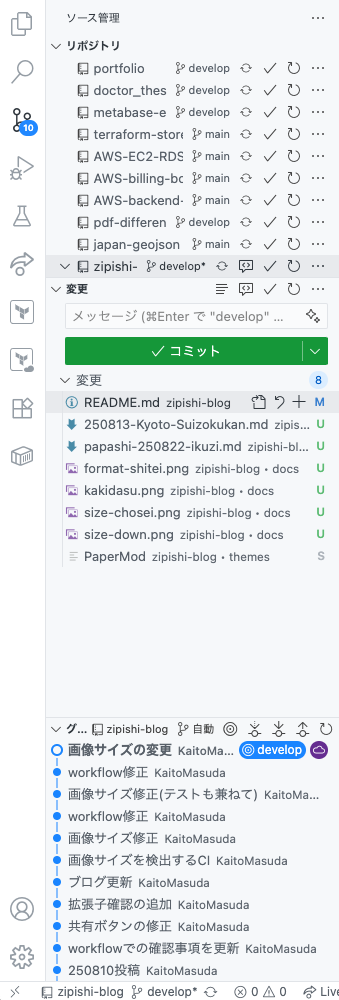 ソース管理
リポジトリ
portfolio develop
doctor_thes develop
metabase-e develop
terraform-store main
AWS-EC2-RDS main
AWS-billing-bo main
AWS-backend- main
pdf-differen develop
japan-geojson main
zipishi- develop*
10
変更
メッセージ (⌘Enter で "develop" ...
コミット
変更 8
README.md zipishi-blog M
250813-Kyoto-Suizokukan.md zipis... U
papashi-250822-ikuzi.md zipishi-bl... U
format-shitei.png zipishi-blog • docs U
kakidasu.png zipishi-blog • docs U
size-chosei.png zipishi-blog • docs U
size-down.png zipishi-blog • docs U
PaperMod zipishi-blog • themes S
グ... zipishi-blog 自動
画像サイズの変更 KaitoMa... develop
workflow修正 KaitoMasuda
画像サイズ修正(テストも兼ねて) KaitoMa...
workflow修正 KaitoMasuda
画像サイズ修正 KaitoMasuda
画像サイズを検出するCI KaitoMasuda
ブログ更新 KaitoMasuda
拡張子確認の追加 KaitoMasuda
共有ボタンの修正 KaitoMasuda
workflowでの確認事項を更新 KaitoMasuda
250810投稿 KaitoMasuda
zipishi-blog develop* 0 0 Live